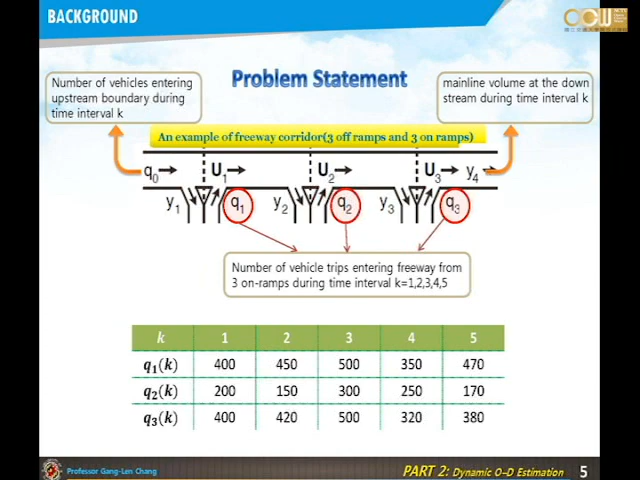 BACKGROUND
Problem Statement
Number of vehicles entering
upstream boundary during
time interval k
mainline volume at the down
stream during time interval k
An example of freeway corridor(3 off ramps and 3 on ramps)
q0 U1 U2 U3 y4
y1 q1 y2 q2 y3 q3
Number of vehicle trips entering freeway from
3 on-ramps during time interval k=1,2,3,4,5
k 1 2 3 4 5
q1(k) 400 450 500 350 470
q2(k) 200 150 300 250 170
q3(k) 400 420 500 320 380
Professor Gang-Len Chang
PART 2: Dynamic O-D Estimation 5